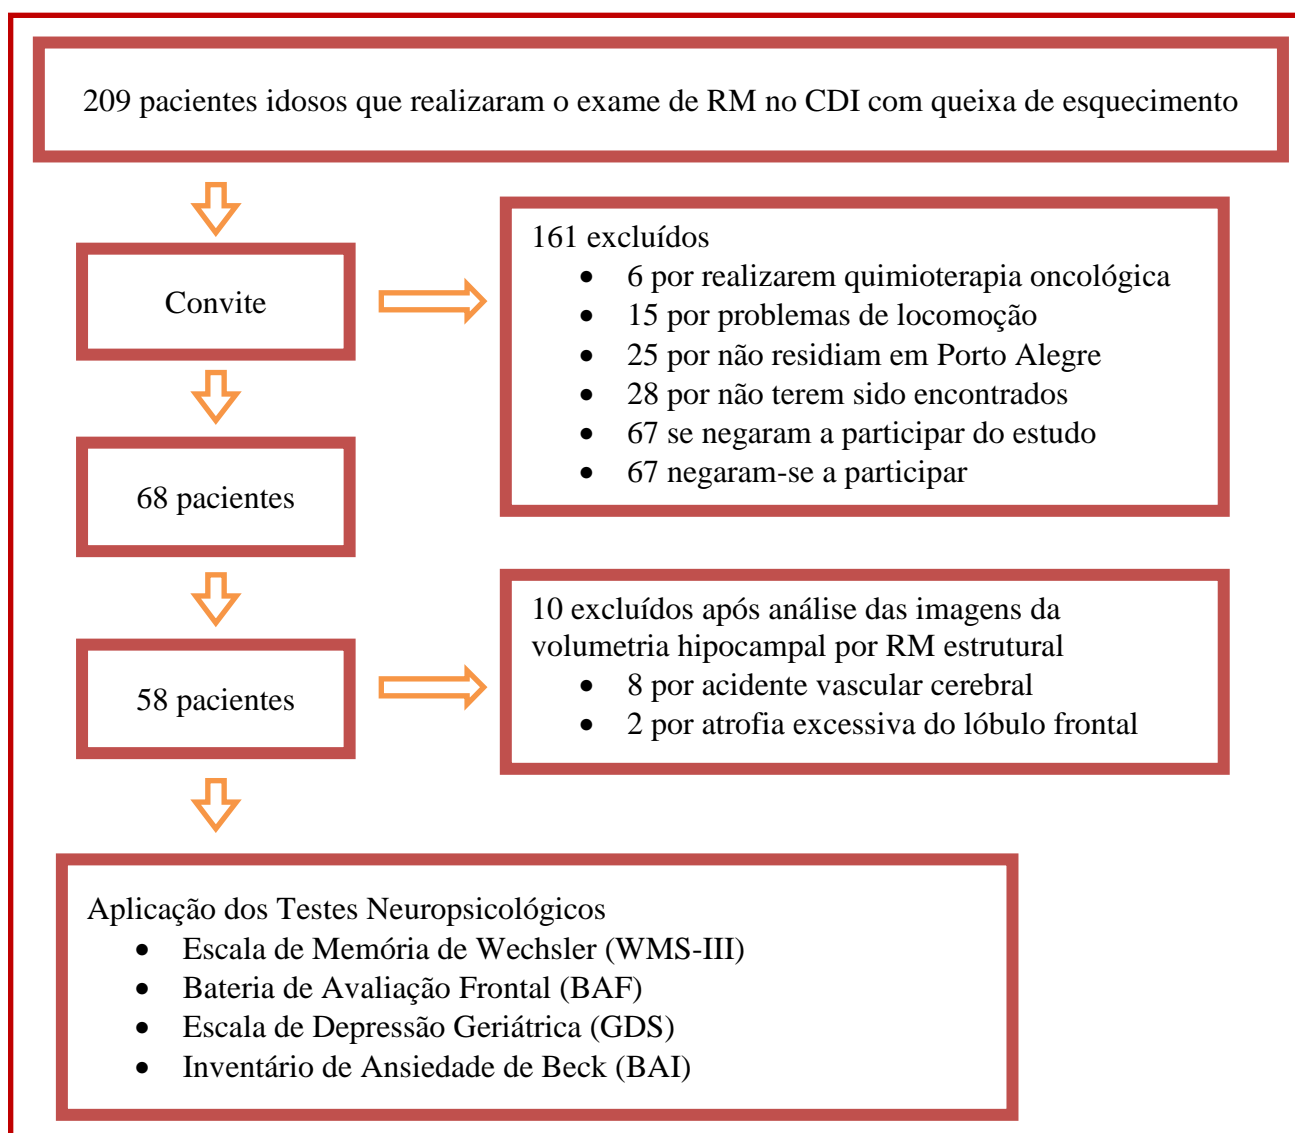 209 pacientes idosos que realizaram o exame de RM no CDI com queixa de esquecimento
Convite
161 excluídos
• 6 por realizarem quimioterapia oncológica
• 15 por problemas de locomoção
• 25 por não residiam em Porto Alegre
• 28 por não terem sido encontrados
• 67 se negaram a participar do estudo
• 67 negaram-se a participar
68 pacientes
58 pacientes
10 excluídos após análise das imagens da
volumetria hipocampal por RM estrutural
• 8 por acidente vascular cerebral
• 2 por atrofia excessiva do lóbulo frontal
Aplicação dos Testes Neuropsicológicos
• Escala de Memória de Wechsler (WMS-III)
• Bateria de Avaliação Frontal (BAF)
• Escala de Depressão Geriátrica (GDS)
• Inventário de Ansiedade de Beck (BAI)